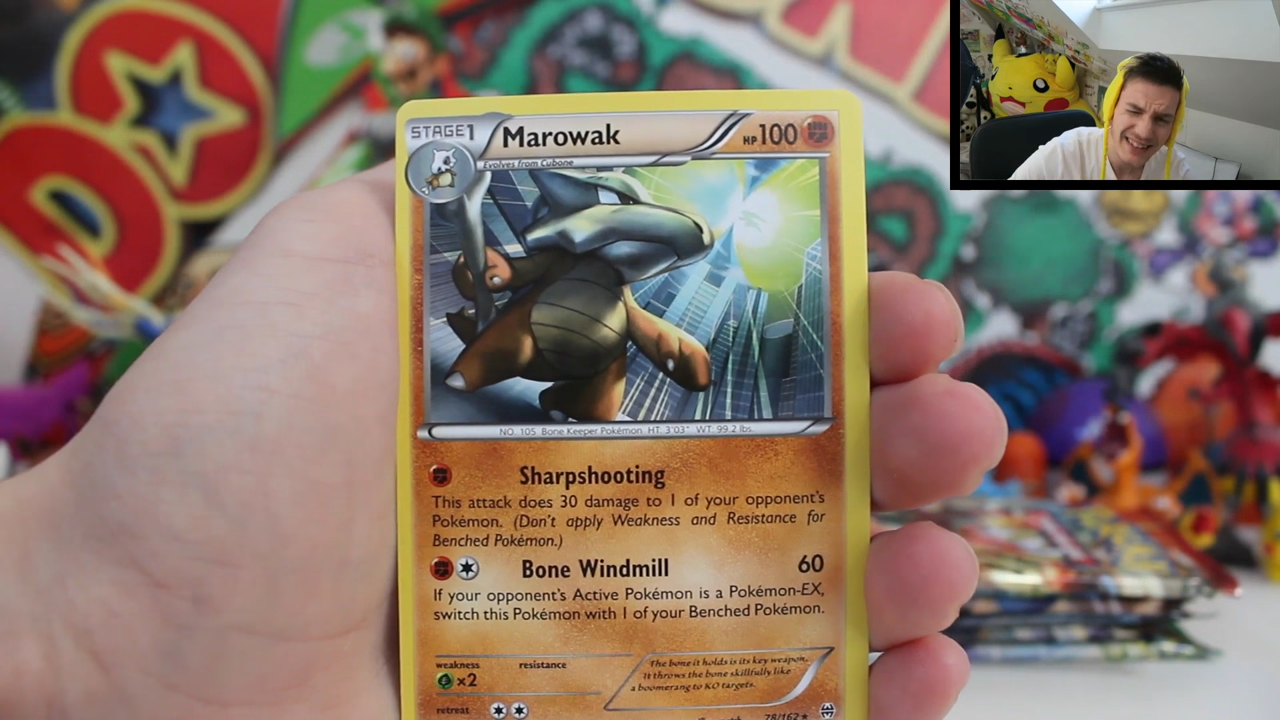 STAGE1
Marowak
HP100
Evolves from Cubone
NO. 105 Bone Keeper Pokémon HT: 3'03" WT: 99.2 lbs.
Sharpshooting
This attack does 30 damage to 1 of your opponent's
Pokémon. (Don't apply Weakness and Resistance for
Benched Pokémon.)
Bone Windmill 60
If your opponent's Active Pokémon is a Pokémon-EX,
switch this Pokémon with 1 of your Benched Pokémon.
weakness resistance
×2
The bone it holds is its key weapon.
It throws the bone skillfully like
a boomerang to KO targets.
retreat
78/162